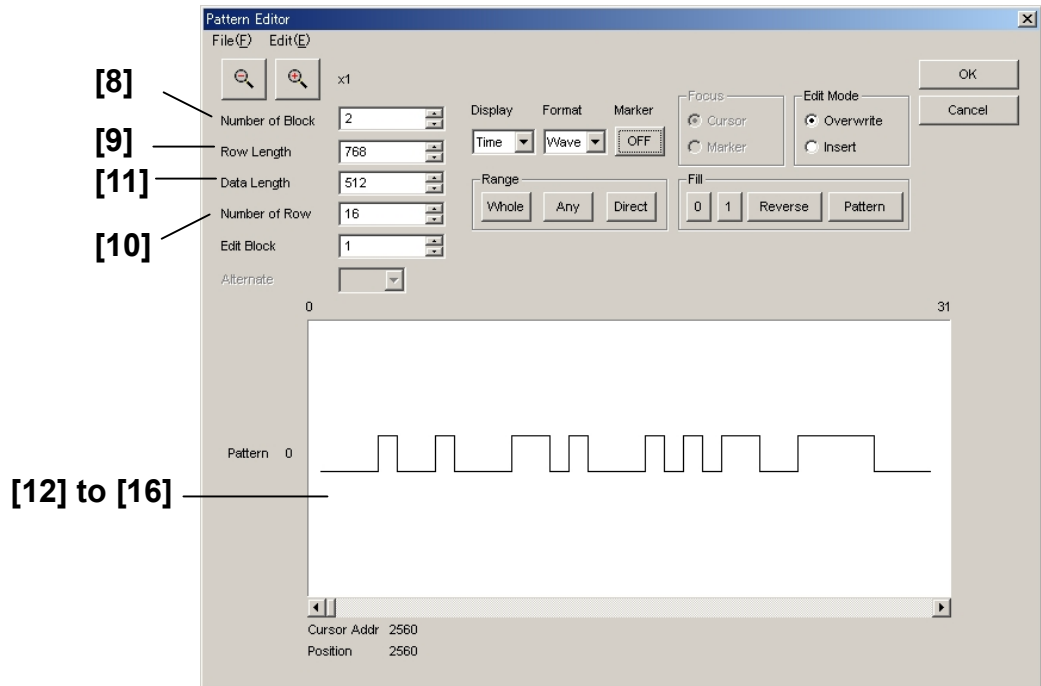 Pattern Editor
File(F) Edit(E)
[8]
x1
OK
Number of Block 2
Display Format Marker
Focus
Edit Mode
Cancel
Cursor
Overwrite
[9]
Row Length 768
Time Wave OFF
Marker
Insert
[11]
Data Length 512
Range
Fill
Whole Any Direct
0 1 Reverse Pattern
Number of Row 16
[10]
Edit Block 1
Alternate
0 31
Pattern 0
[12] to [16]
Cursor Addr 2560
Position 2560